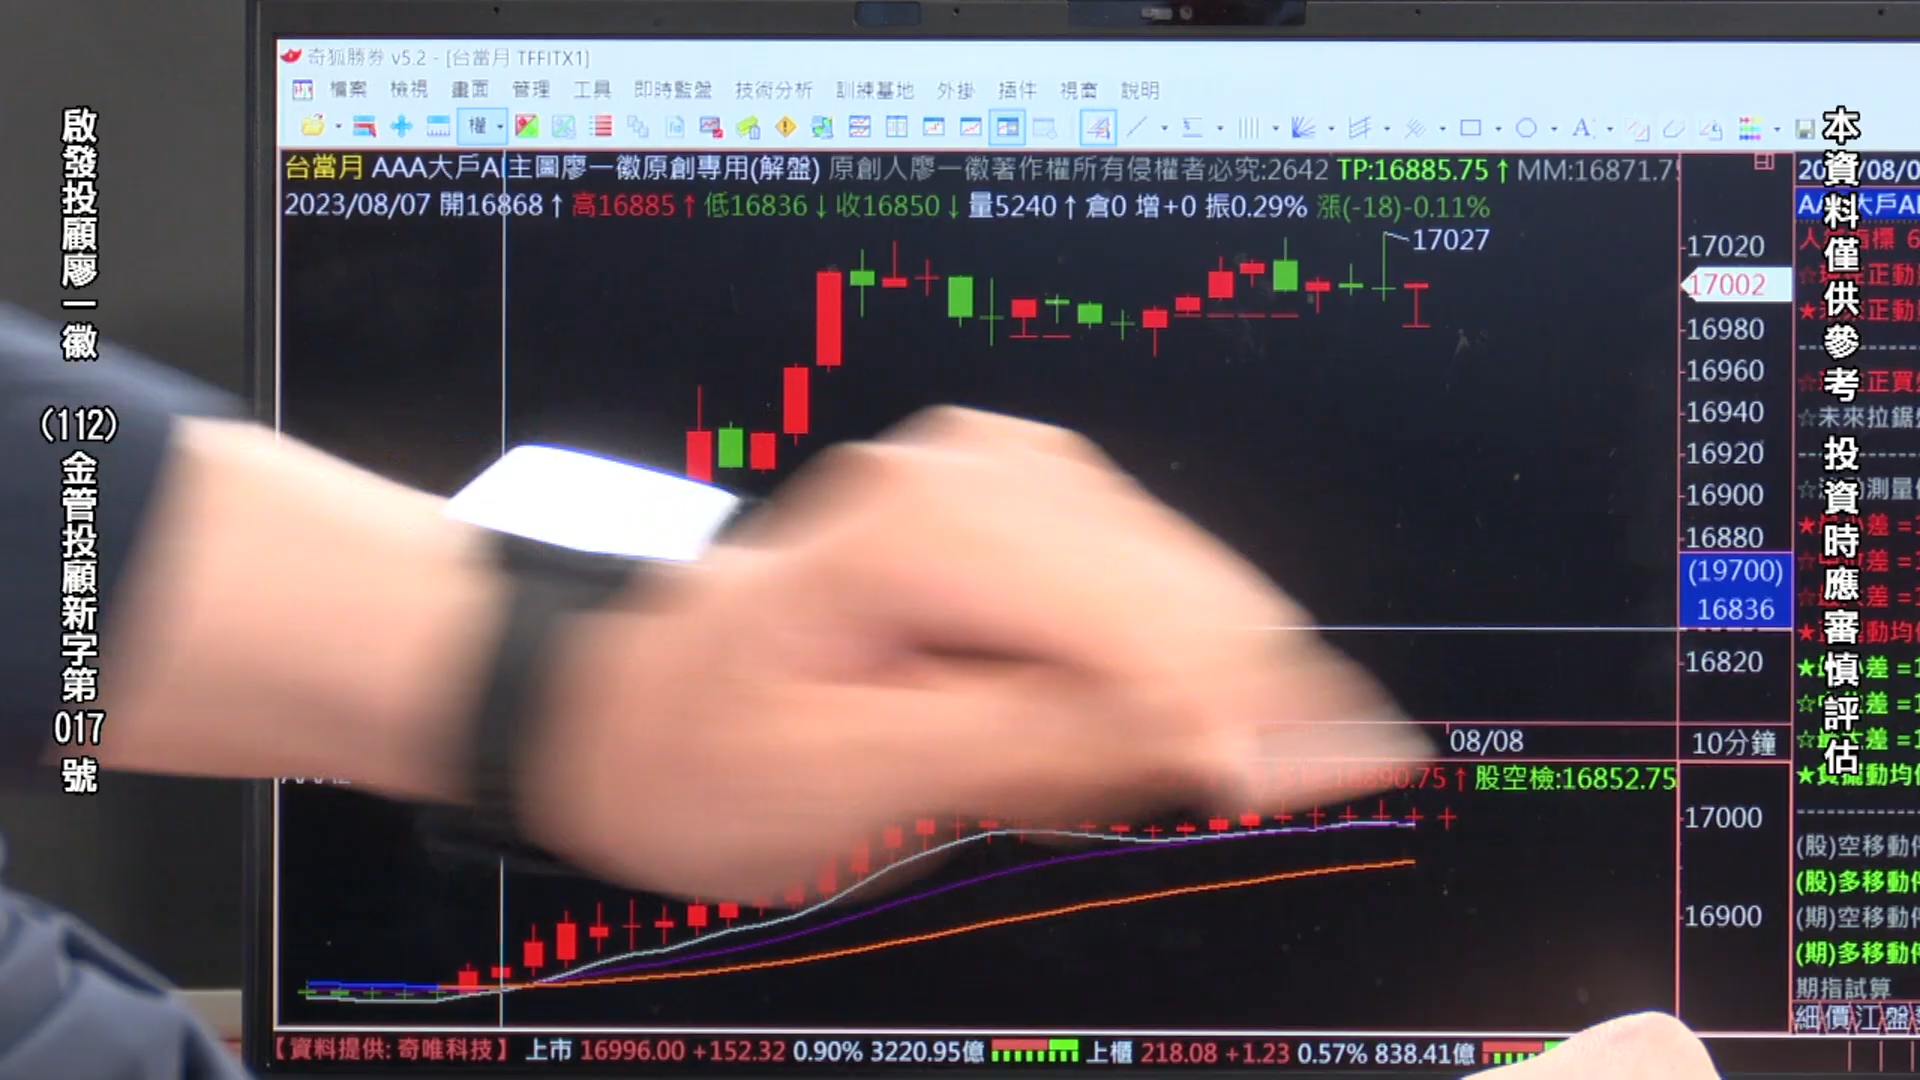 奇狐勝券 v5.2 - [台當月 TFFITX1]
檔案 檢視 畫面 管理 工具 即時監盤 技術分析 訓練基地 外掛 插件 視窗 說明
權
台當月 AAA大戶AI主圖廖一徽原創專用(解盤) 原創人廖一徽著作權所有侵權者必究:2642 TP:16885.75↑ MM:16871.75
2023/08/07 開16868↑ 高16885↑ 低16836↓ 收16850↓ 量5240↑ 倉0 增+0 振0.29% 漲(-18)-0.11%
17027
17020
17002
16980
16960
16940
16920
16900
16880
(19700)
16836
16820
08/08
10分鐘
股空檢:16852.75
17000
16900
(股)空移動
(股)多移動
(期)空移動
(期)多移動
期指試算
【資料提供: 奇唯科技】 上市 16996.00 +152.32 0.90% 3220.95億 上櫃 218.08 +1.23 0.57% 838.41億
啟發投顧廖一徽
(112)金管投顧新字第017號
本資料僅供參考 投資時應審慎評估